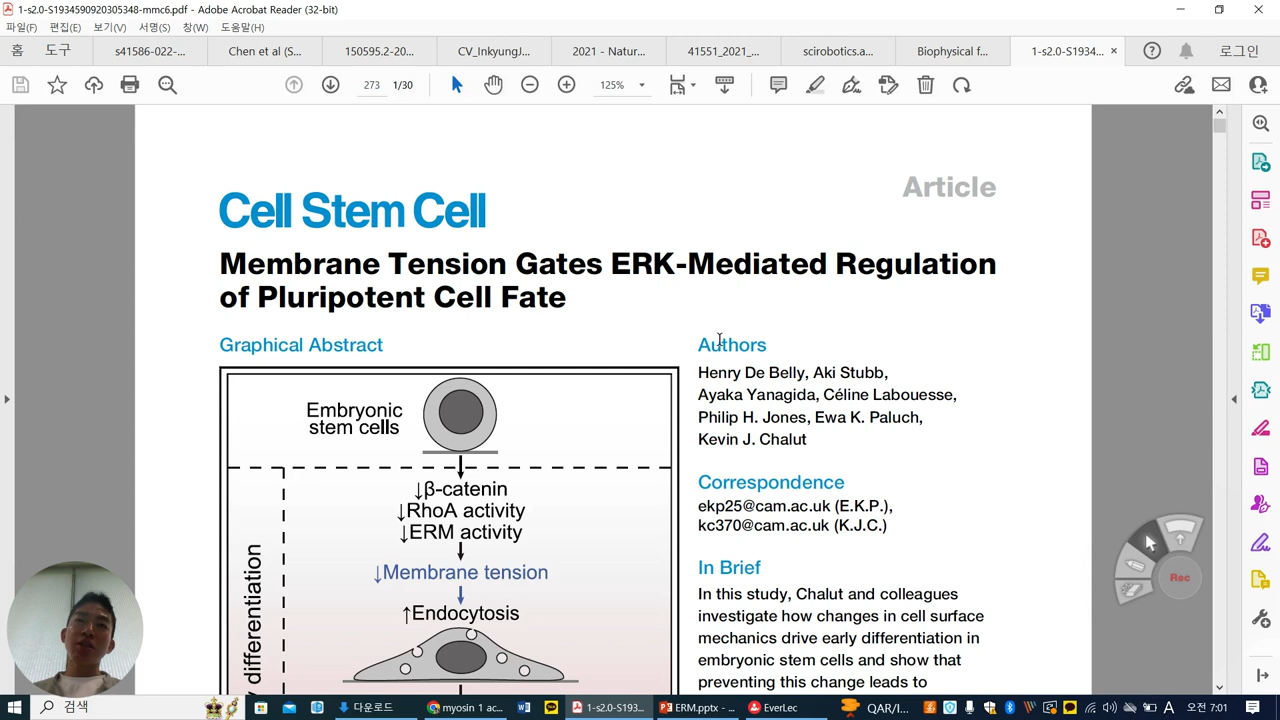 1-s2.0-S1934590920305348-mmc6.pdf - Adobe Acrobat Reader (32-bit)
파일(F) 편집(E) 보기(V) 서명(S) 창(W) 도움말(H)
홈 도구 s41586-022-... Chen et al (S... 150595.2-20... CV_InkyungJ... 2021 - Natur... 41551_2021_... scirobotics.a... Biophysical f... 1-s2.0-S1934... × 로그인
273 1/30 125%
Article
Cell Stem Cell
Membrane Tension Gates ERK-Mediated Regulation
of Pluripotent Cell Fate
Graphical Abstract
Embryonic
stem cells
↓β-catenin
↓RhoA activity
↓ERM activity
↓Membrane tension
↑Endocytosis
differentiation
Authors
Henry De Belly, Aki Stubb,
Ayaka Yanagida, Céline Labouesse,
Philip H. Jones, Ewa K. Paluch,
Kevin J. Chalut
Correspondence
ekp25@cam.ac.uk (E.K.P.),
kc370@cam.ac.uk (K.J.C.)
In Brief
In this study, Chalut and colleagues
investigate how changes in cell surface
mechanics drive early differentiation in
embryonic stem cells and show that
preventing this change leads to
Rec
검색 다운로드 myosin 1 ac... 1-s2.0-S193... ERM.pptx - ... EverLec QAR/I... A 오전 7:01